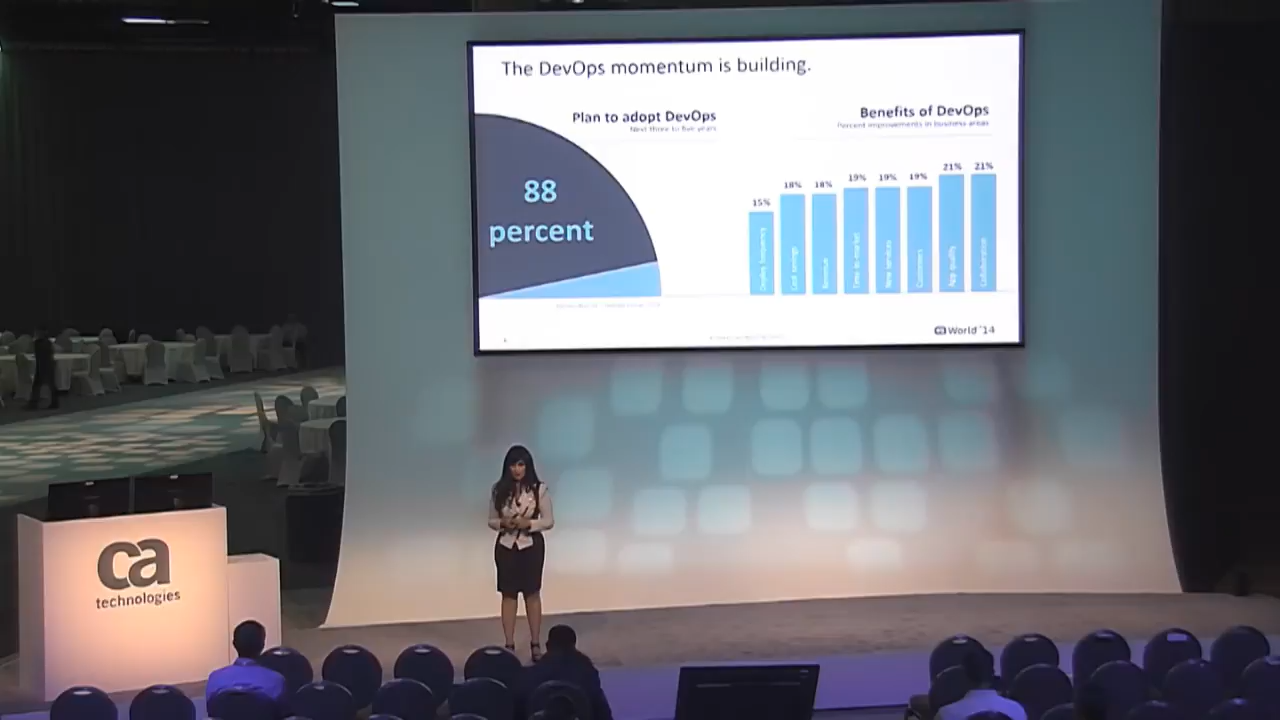 The DevOps momentum is building.
Plan to adopt DevOps
Next three to five years
88
percent
Benefits of DevOps
Percent improvements in business areas
15% 18% 18% 19% 19% 19% 21% 21%
Deploy frequency
Cost savings
Revenue
Time-to-market
New services
Customers
App quality
Collaboration
ca World '14
ca
technologies